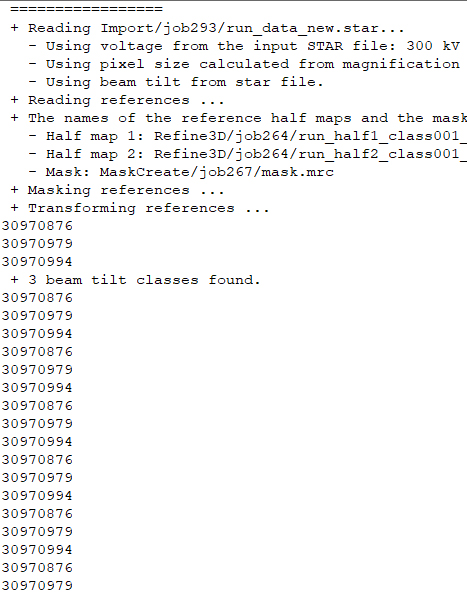 =================
+ Reading Import/job293/run_data_new.star...
- Using voltage from the input STAR file: 300 kV
- Using pixel size calculated from magnification
- Using beam tilt from star file.
+ Reading references ...
+ The names of the reference half maps and the mask
- Half map 1: Refine3D/job264/run_half1_class001_
- Half map 2: Refine3D/job264/run_half2_class001_
- Mask: MaskCreate/job267/mask.mrc
+ Masking references ...
+ Transforming references ...
30970876
30970979
30970994
+ 3 beam tilt classes found.
30970876
30970979
30970994
30970876
30970979
30970994
30970876
30970979
30970994
30970876
30970979
30970994
30970876
30970979
30970994
30970876
30970979